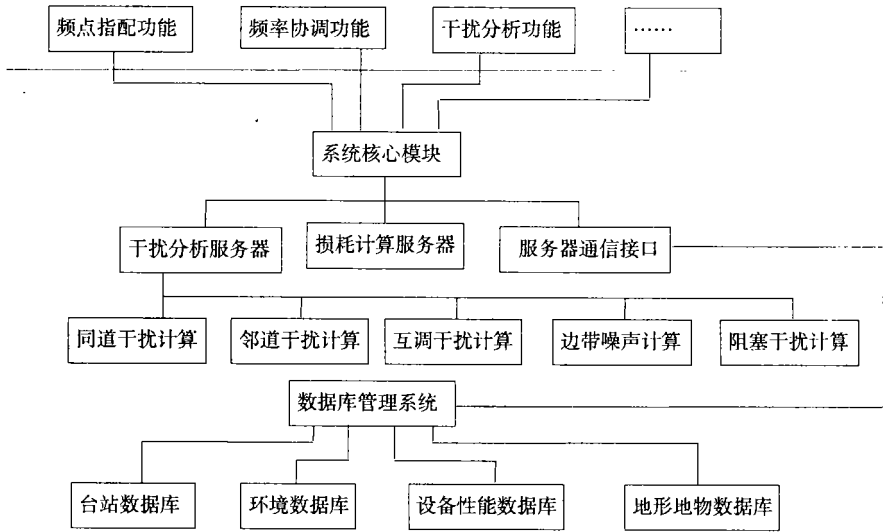 频点指配功能
频率协调功能
干扰分析功能
……
系统核心模块
干扰分析服务器
损耗计算服务器
服务器通信接口
同道干扰计算
邻道干扰计算
互调干扰计算
边带噪声计算
阻塞干扰计算
数据库管理系统
台站数据库
环境数据库
设备性能数据库
地形地物数据库